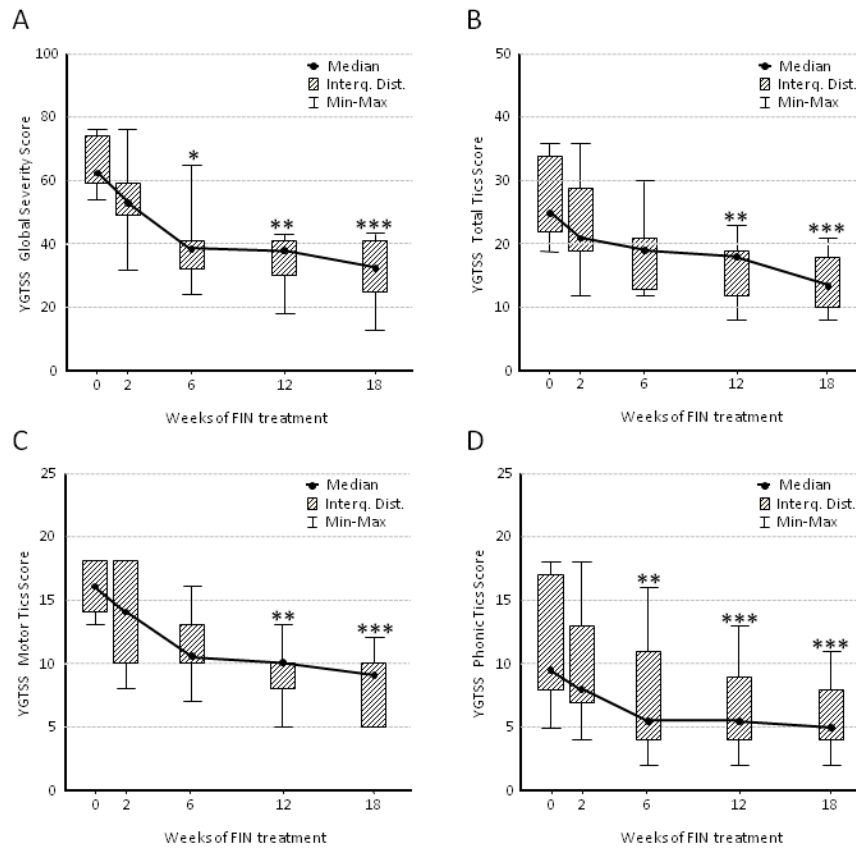 A
YGTSS Global Severity Score
100
80
60
40
20
0
Median
Interq. Dist.
Min-Max
*
**
***
0 2 6 12 18
Weeks of FIN treatment
B
YGTSS Total Tics Score
50
40
30
20
10
0
Median
Interq. Dist.
Min-Max
**
***
0 2 6 12 18
Weeks of FIN treatment
C
YGTSS Motor Tics Score
25
20
15
10
5
0
Median
Interq. Dist.
Min-Max
**
***
0 2 6 12 18
Weeks of FIN treatment
D
YGTSS Phonic Tics Score
25
20
15
10
5
0
Median
Interq. Dist.
Min-Max
**
***
***
0 2 6 12 18
Weeks of FIN treatment